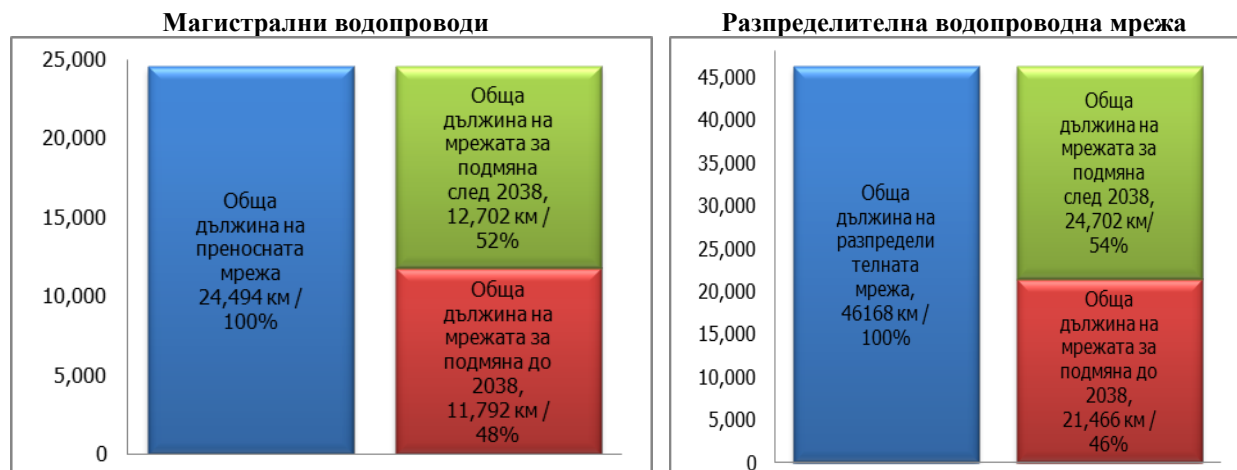 Магистрални водопроводи
25,000
20,000
15,000
10,000
5,000
0
Обща
дължина на
преносната
мрежа
24,494 км /
100%
Обща
дължина на
мрежата за
подмяна
след 2038,
12,702 км /
52%
Обща
дължина на
мрежата за
подмяна до
2038,
11,792 км /
48%
Разпределителна водопроводна мрежа
45,000
40,000
35,000
30,000
25,000
20,000
15,000
10,000
5,000
0
Обща
дължина на
разпредели
телната
мрежа,
46168 км /
100%
Обща
дължина на
мрежата за
подмяна
след 2038,
24,702 км/
54%
Обща
дължина на
мрежата за
подмяна до
2038,
21,466 км /
46%